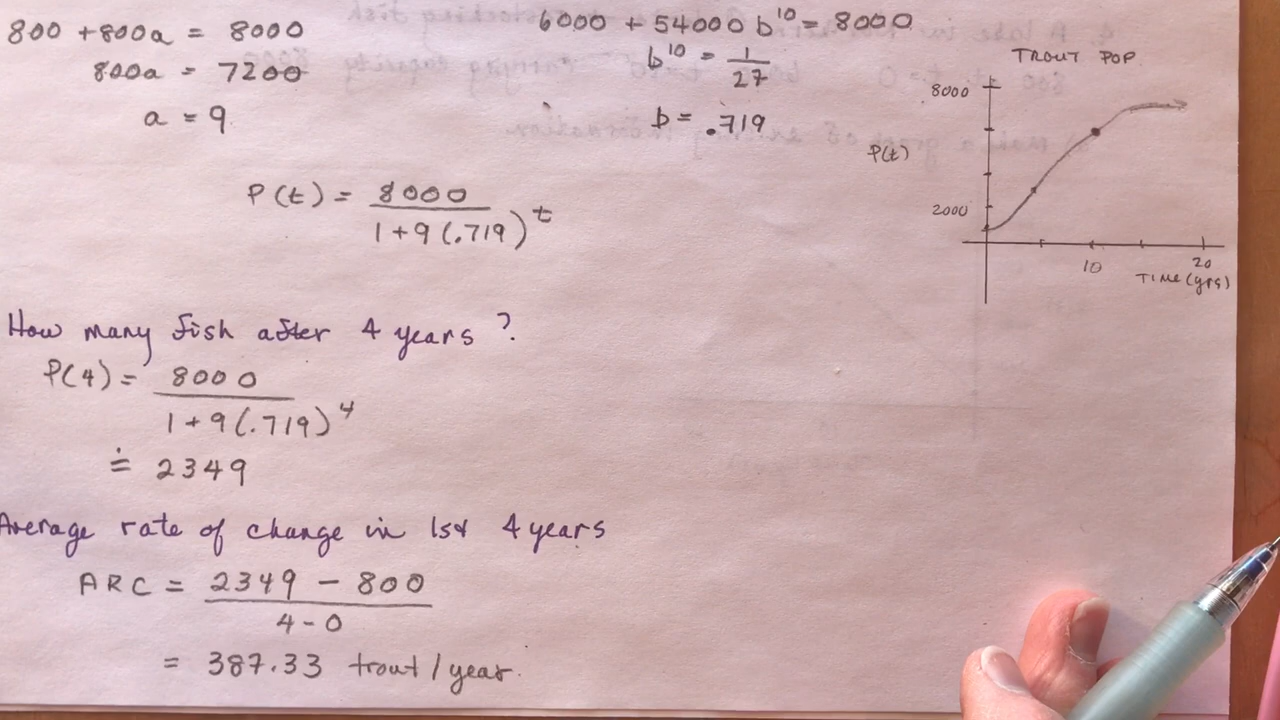 800 + 800a = 8000
800a = 7200
a = 9
6000 + 54000 b^10 = 8000
b^10 = 1/27
b = .719
TROUT POP.
8000
P(t)
2000
10
20
TIME (yrs)
P(t) = 8000 / 1+9(.719)^t
How many fish after 4 years?
P(4) = 8000 / 1+9(.719)^4
≐ 2349
Average rate of change in 1st 4 years
ARC = 2349 - 800 / 4-0
= 387.33 trout/year.